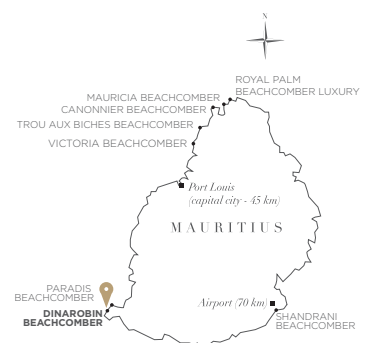 N
ROYAL PALM
BEACHCOMBER LUXURY
MAURICIA BEACHCOMBER
CANONNIER BEACHCOMBER
TROU AUX BICHES BEACHCOMBER
VICTORIA BEACHCOMBER
Port Louis
(capital city - 45 km)
MAURITIUS
PARADIS
BEACHCOMBER
DINAROBIN
BEACHCOMBER
Airport (70 km)
SHANDRANI
BEACHCOMBER